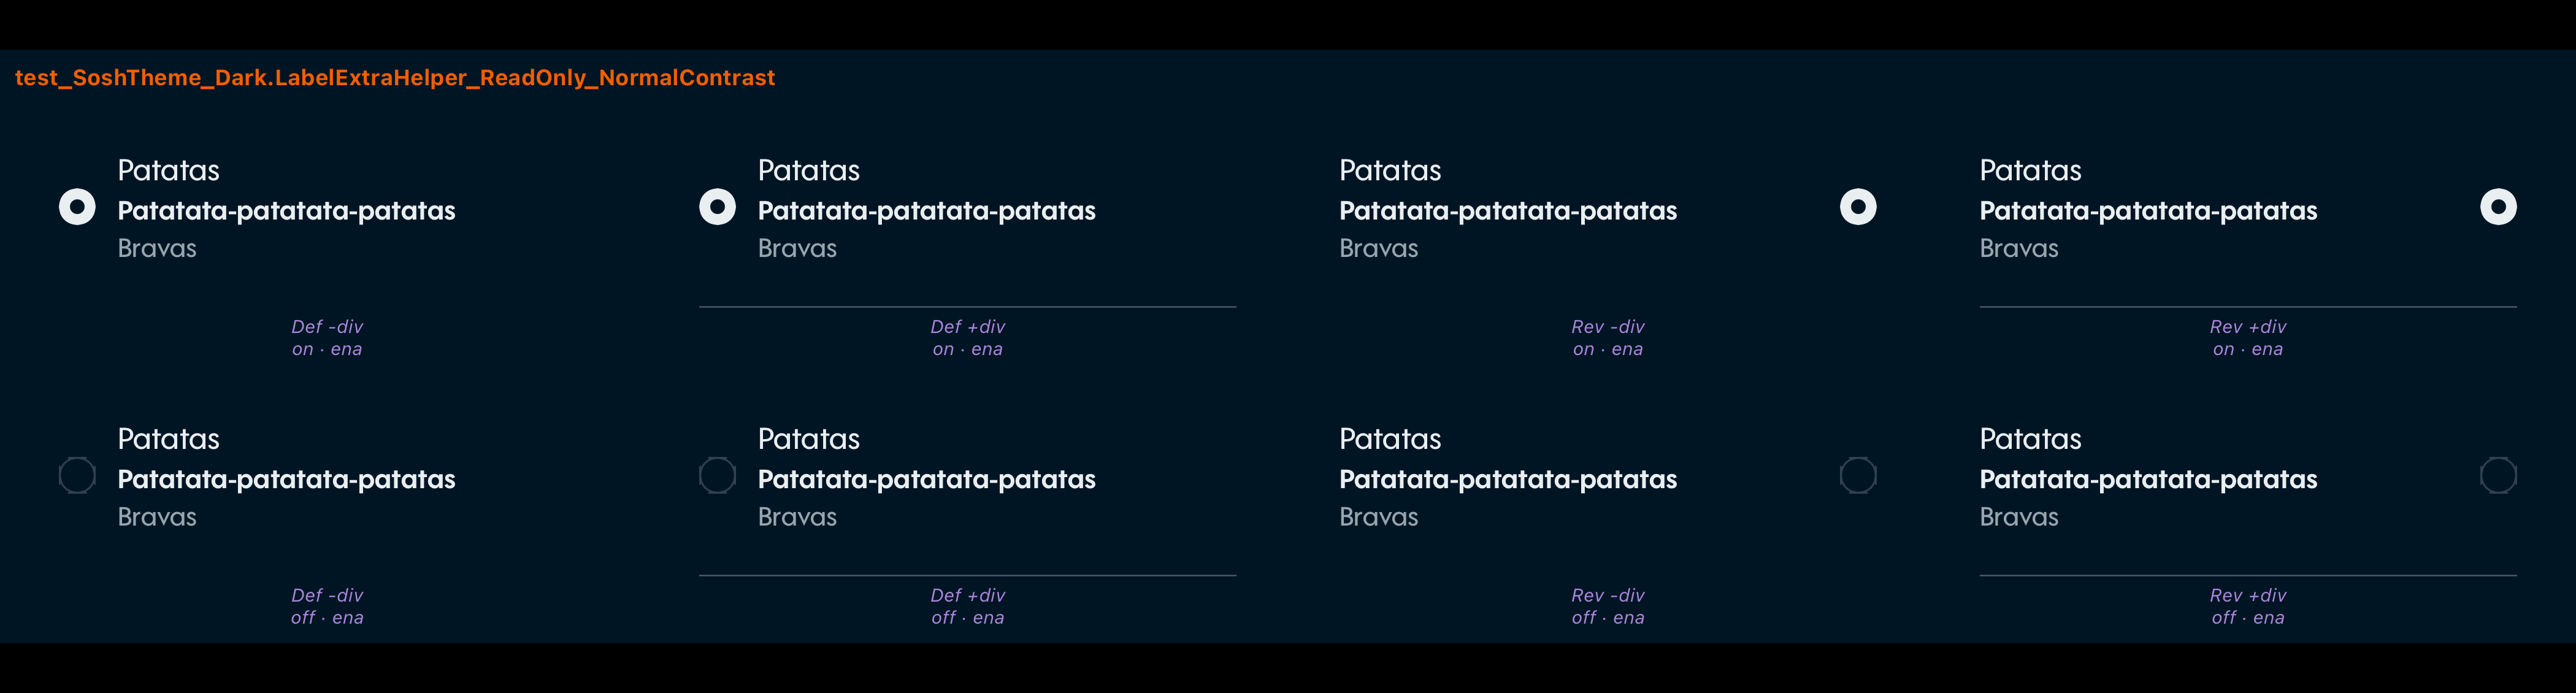 test_SoshTheme_Dark.LabelExtraHelper_ReadOnly_NormalContrast
Patatas
Patatata-patatata-patatas
Bravas
Def -div
on · ena
Patatas
Patatata-patatata-patatas
Bravas
Def +div
on · ena
Patatas
Patatata-patatata-patatas
Bravas
Rev -div
on · ena
Patatas
Patatata-patatata-patatas
Bravas
Rev +div
on · ena
Patatas
Patatata-patatata-patatas
Bravas
Def -div
off · ena
Patatas
Patatata-patatata-patatas
Bravas
Def +div
off · ena
Patatas
Patatata-patatata-patatas
Bravas
Rev -div
off · ena
Patatas
Patatata-patatata-patatas
Bravas
Rev +div
off · ena